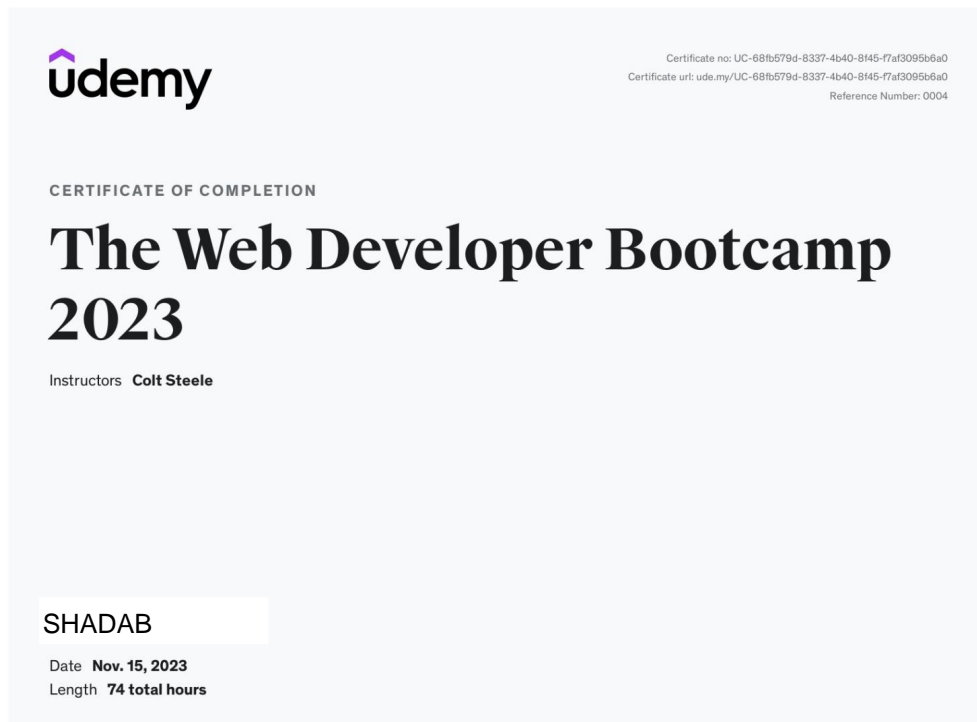 ûdemy
Certificate no: UC-68fb579d-8337-4b40-8f45-f7af3095b6a0
Certificate url: ude.my/UC-68fb579d-8337-4b40-8f45-f7af3095b6a0
Reference Number: 0004
CERTIFICATE OF COMPLETION
The Web Developer Bootcamp
2023
Instructors Colt Steele
SHADAB
Date Nov. 15, 2023
Length 74 total hours